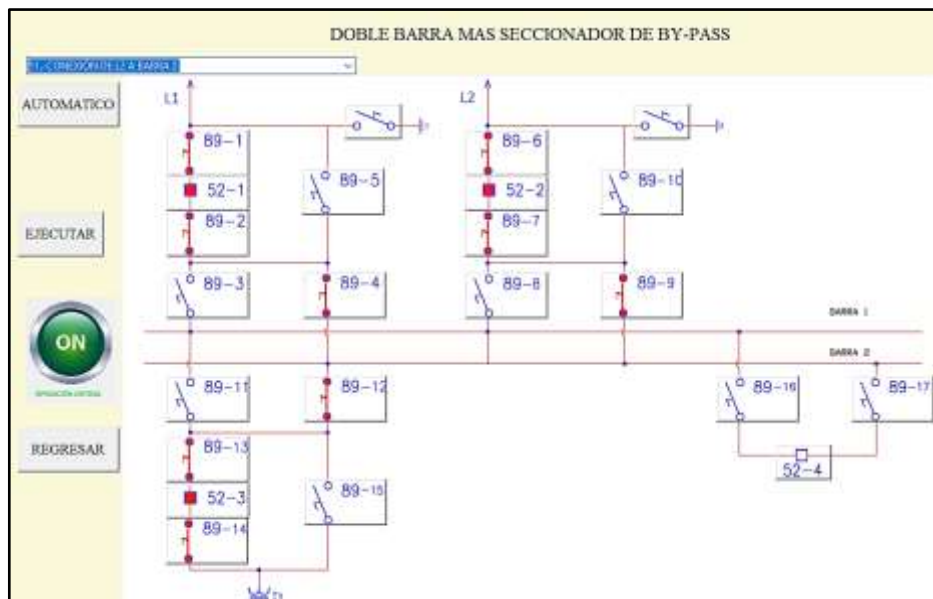 DOBLE BARRA MAS SECCIONADOR DE BY-PASS
AUTOMATICO
EJECUTAR
ON
REGRESAR
L1
L2
89-1
89-6
52-1
89-5
52-2
89-10
89-2
89-7
89-3
89-4
89-8
89-9
BARRA 1
BARRA 2
89-11
89-12
89-16
89-17
89-13
52-4
52-3
89-15
89-14
T1